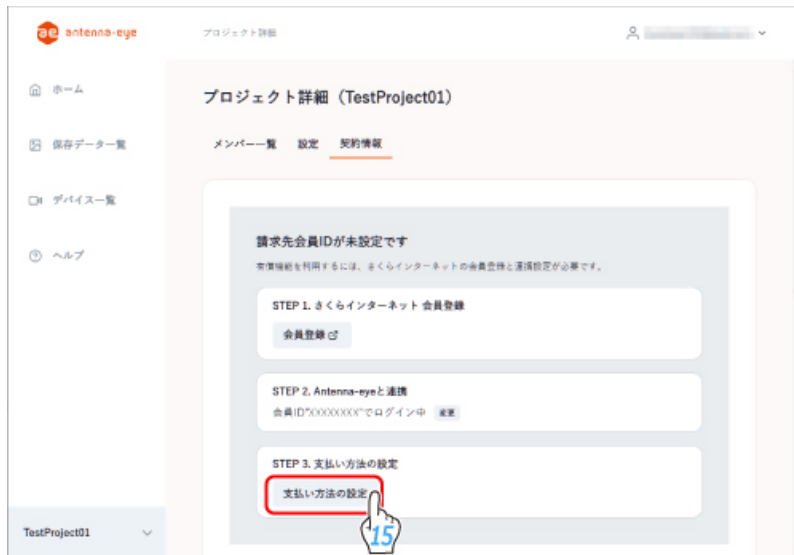 antenna-eye
プロジェクト詳細
ホーム
保存データ一覧
デバイス一覧
ヘルプ
TestProject01
プロジェクト詳細（TestProject01）
メンバー一覧 設定 契約情報
請求先会員IDが未設定です
有償機能を利用するには、さくらインターネットの会員登録と連携設定が必要です。
STEP 1. さくらインターネット 会員登録
会員登録
STEP 2. Antenna-eyeと連携
会員ID"XXXXXXXX"でログイン中 変更
STEP 3. 支払い方法の設定
支払い方法の設定
15